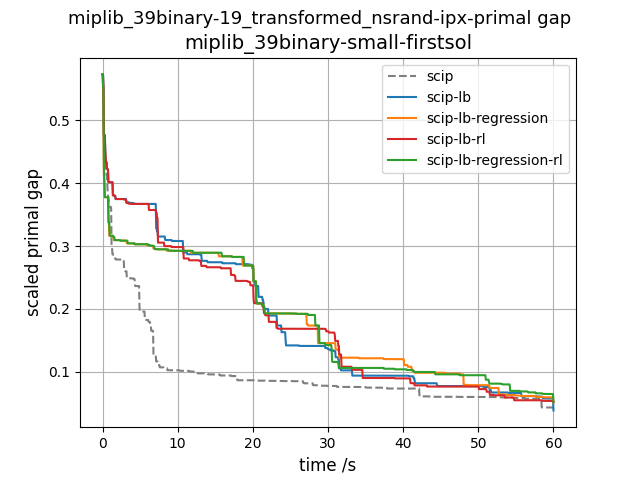 miplib_39binary-19_transformed_nsrand-ipx-primal gap
miplib_39binary-small-firstsol
scip
scip-lb
scip-lb-regression
scip-lb-rl
scip-lb-regression-rl
scaled primal gap
0.5
0.4
0.3
0.2
0.1
0 10 20 30 40 50 60
time /s